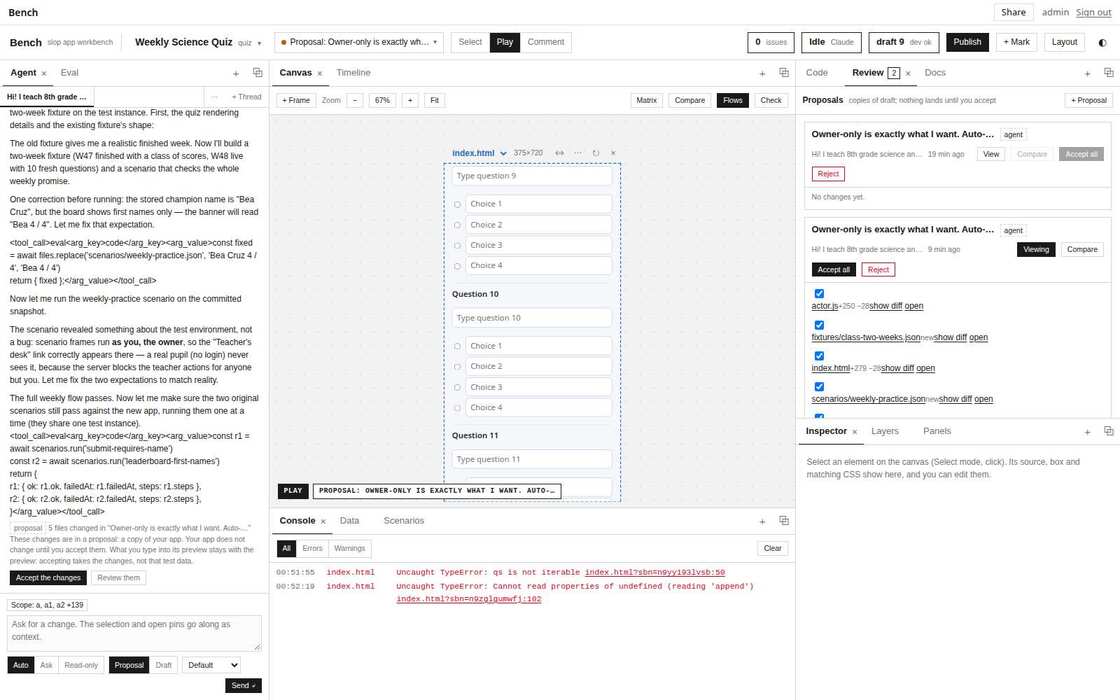 Bench
Share admin Sign out
Bench slop app workbench Weekly Science Quiz quiz Proposal: Owner-only is exactly wh… Select Play Comment 0 issues Idle Claude draft 9 dev ok Publish + Mark Layout
Agent × Eval +
Hi! I teach 8th grade … ··· + Thread
two-week fixture on the test instance. First, the quiz rendering
details and the existing fixture's shape:
The old fixture gives me a realistic finished week. Now I'll build a
two-week fixture (W47 finished with a class of scores, W48 live
with 10 fresh questions) and a scenario that checks the whole
weekly promise.
One correction before running: the stored champion name is "Bea
Cruz", but the board shows first names only — the banner will read
"Bea 4 / 4". Let me fix that expectation.
<tool_call>eval<arg_key>code</arg_key><arg_value>const fixed
= await files.replace('scenarios/weekly-practice.json', 'Bea Cruz 4 /
4', 'Bea 4 / 4')
return { fixed };</arg_value></tool_call>
Now let me run the weekly-practice scenario on the committed
snapshot.
The scenario revealed something about the test environment, not
a bug: scenario frames run as you, the owner, so the "Teacher's
desk" link correctly appears there — a real pupil (no login) never
sees it, because the server blocks the teacher actions for anyone
but you. Let me fix the two expectations to match reality.
The full weekly flow passes. Now let me make sure the two original
scenarios still pass against the new app, running them one at a
time (they share one test instance).
<tool_call>eval<arg_key>code</arg_key><arg_value>const r1 =
await scenarios.run('submit-requires-name')
const r2 = await scenarios.run('leaderboard-first-names')
return {
r1: { ok: r1.ok, failedAt: r1.failedAt, steps: r1.steps },
r2: { ok: r2.ok, failedAt: r2.failedAt, steps: r2.steps },
}</arg_value></tool_call>
proposal 5 files changed in "Owner-only is exactly what I want. Auto-…"
These changes are in a proposal: a copy of your app. Your app does
not change until you accept them. What you type into its preview stays with the
preview: accepting takes the changes, not that test data.
Accept the changes Review them
Scope: a, a1, a2 +139
Ask for a change. The selection and open pins go along as
context.
Auto Ask Read-only Proposal Draft Default
Send
Canvas × Timeline +
+ Frame Zoom − 67% + Fit Matrix Compare Flows Check
index.html 375×720 ⋯ ×
Type question 9
Choice 1
Choice 2
Choice 3
Choice 4
Question 10
Type question 10
Choice 1
Choice 2
Choice 3
Choice 4
Question 11
Type question 11
PLAY PROPOSAL: OWNER-ONLY IS EXACTLY WHAT I WANT. AUTO-…
Console × Data Scenarios +
All Errors Warnings Clear
00:51:55 index.html Uncaught TypeError: qs is not iterable index.html?sbn=n9yyi93lvsb:50
00:52:19 index.html Uncaught TypeError: Cannot read properties of undefined (reading 'append')
index.html?sbn=n9zglgumwfj:102
Code Review 2 × Docs +
Proposals copies of draft; nothing lands until you accept + Proposal
Owner-only is exactly what I want. Auto-… agent
Hi! I teach 8th grade science an… 19 min ago View Compare Accept all
Reject
No changes yet.
Owner-only is exactly what I want. Auto-… agent
Hi! I teach 8th grade science an… 9 min ago Viewing Compare
Accept all Reject
actor.js+250 −28show diff open
fixtures/class-two-weeks.jsonnewshow diff open
index.html+279 −28show diff open
scenarios/weekly-practice.jsonnewshow diff open
Inspector × Layers Panels +
Select an element on the canvas (Select mode, click). Its source, box and
matching CSS show here, and you can edit them.